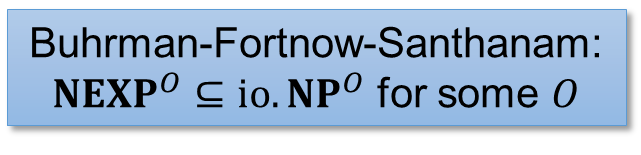 Buhrman-Fortnow-Santhanam:
𝐍𝐄𝐗𝐏^𝑂 ⊆ io. 𝐍𝐏^𝑂 for some 𝑂